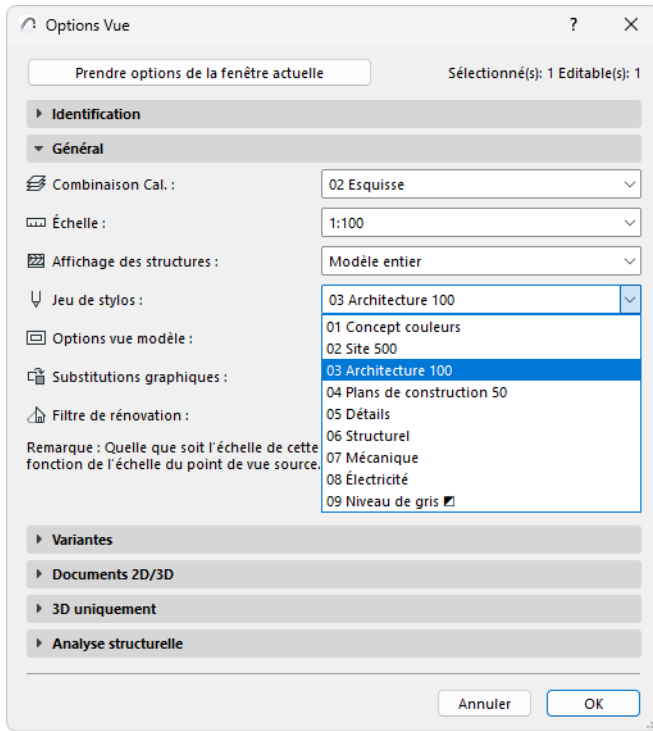 Options Vue
?
Prendre options de la fenêtre actuelle
Sélectionné(s): 1 Editable(s): 1
Identification
Général
Combinaison Cal. :
02 Esquisse
Échelle :
1:100
Affichage des structures :
Modèle entier
Jeu de stylos :
03 Architecture 100
01 Concept couleurs
Options vue modèle :
02 Site 500
03 Architecture 100
Substitutions graphiques :
04 Plans de construction 50
05 Détails
Filtre de rénovation :
06 Structurel
Remarque : Quelle que soit l'échelle de cette
07 Mécanique
fonction de l'échelle du point de vue source.
08 Électricité
09 Niveau de gris
Variantes
Documents 2D/3D
3D uniquement
Analyse structurelle
Annuler
OK